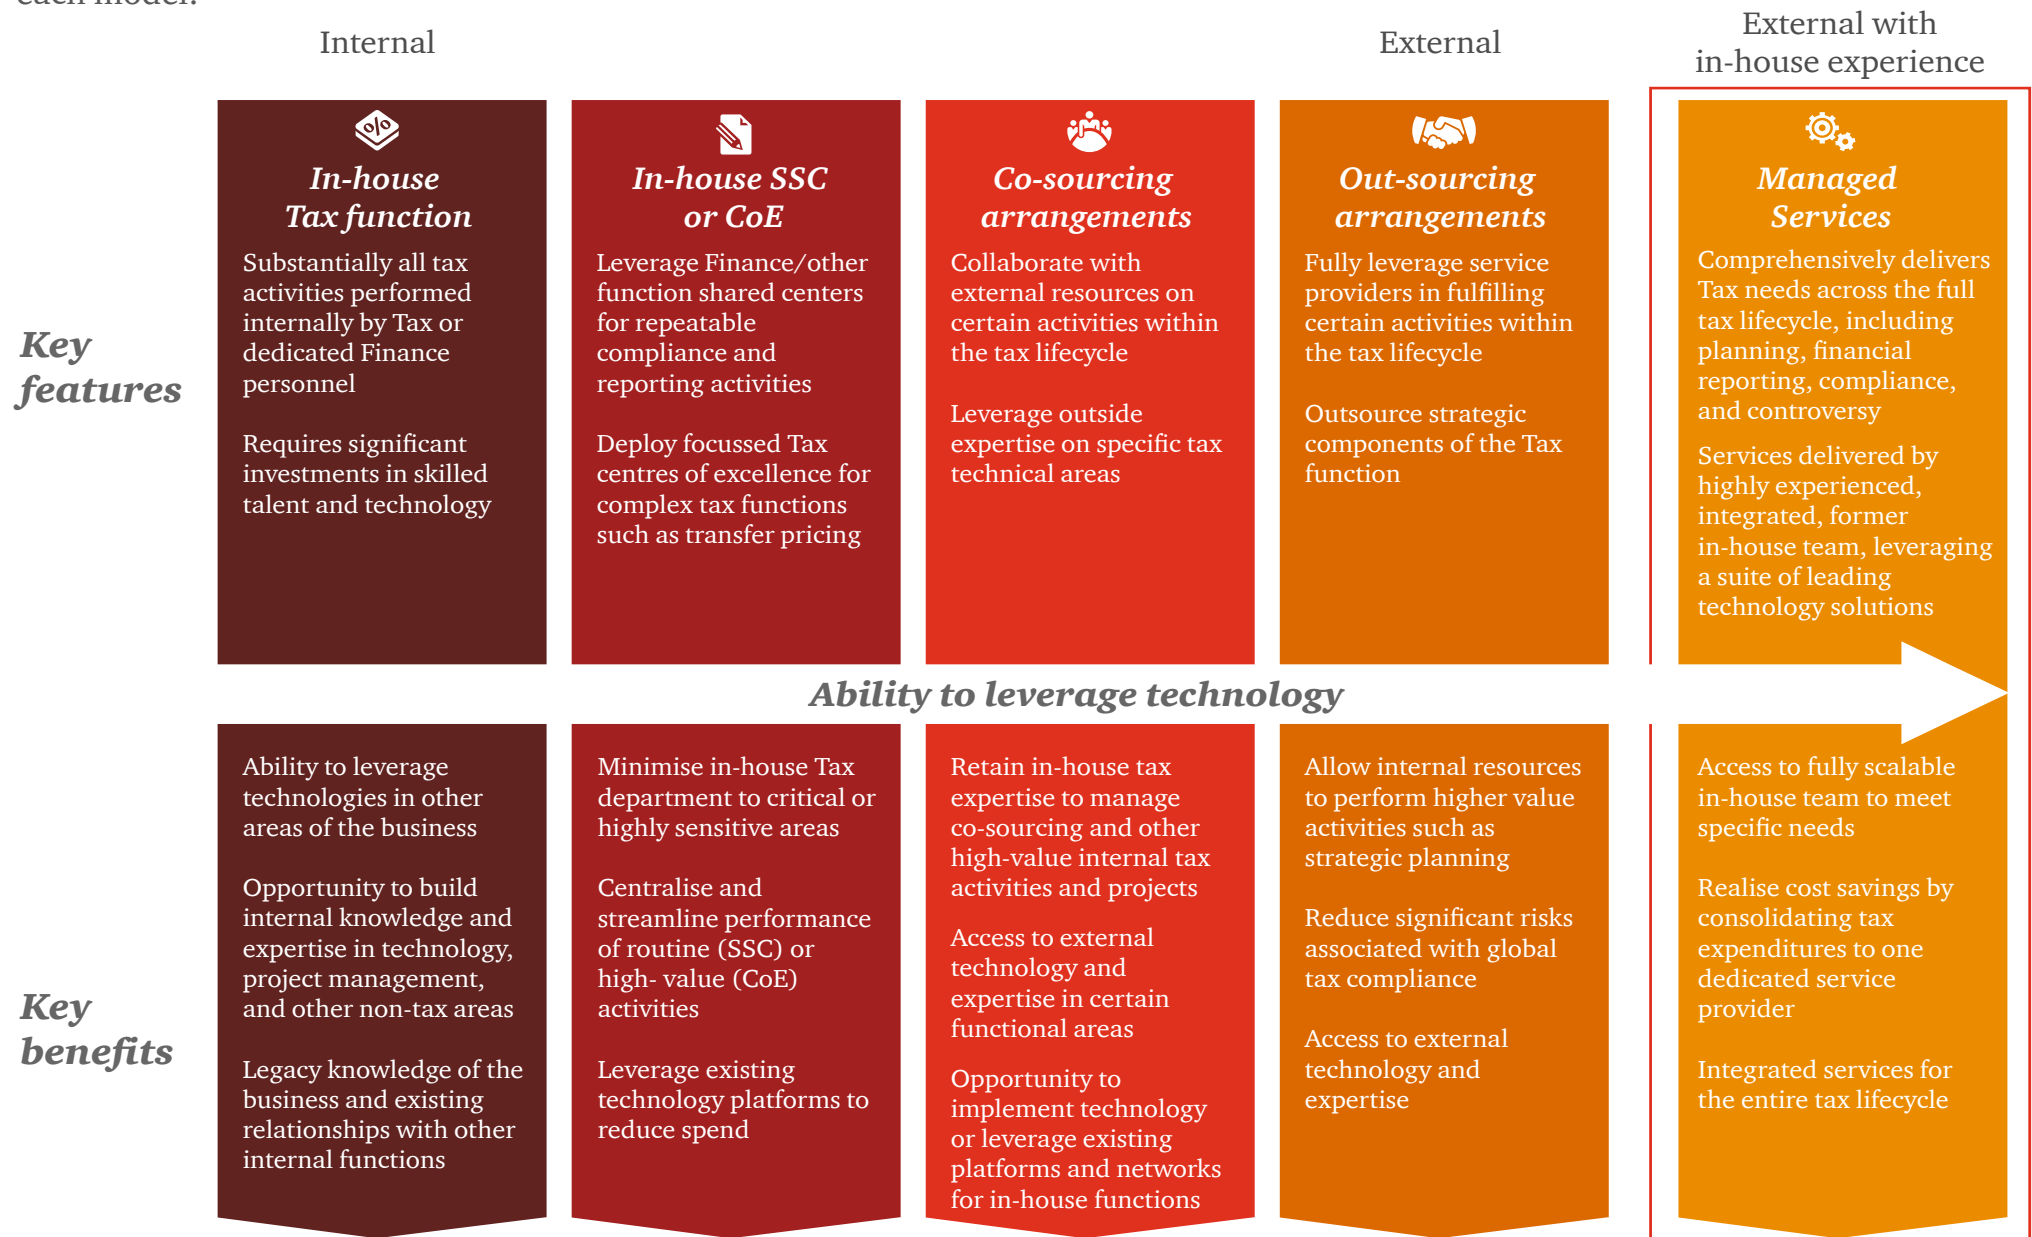 each model.
Internal
External
External with
in-house experience
Key
features
In-house
Tax function
Substantially all tax
activities performed
internally by Tax or
dedicated Finance
personnel
Requires significant
investments in skilled
talent and technology
In-house SSC
or CoE
Leverage Finance/other
function shared centers
for repeatable
compliance and
reporting activities
Deploy focussed Tax
centres of excellence for
complex tax functions
such as transfer pricing
Co-sourcing
arrangements
Collaborate with
external resources on
certain activities within
the tax lifecycle
Leverage outside
expertise on specific tax
technical areas
Out-sourcing
arrangements
Fully leverage service
providers in fulfilling
certain activities within
the tax lifecycle
Outsource strategic
components of the Tax
function
Managed
Services
Comprehensively delivers
Tax needs across the full
tax lifecycle, including
planning, financial
reporting, compliance,
and controversy
Services delivered by
highly experienced,
integrated, former
in-house team, leveraging
a suite of leading
technology solutions
Ability to leverage technology
Key
benefits
Ability to leverage
technologies in other
areas of the business
Opportunity to build
internal knowledge and
expertise in technology,
project management,
and other non-tax areas
Legacy knowledge of the
business and existing
relationships with other
internal functions
Minimise in-house Tax
department to critical or
highly sensitive areas
Centralise and
streamline performance
of routine (SSC) or
high- value (CoE)
activities
Leverage existing
technology platforms to
reduce spend
Retain in-house tax
expertise to manage
co-sourcing and other
high-value internal tax
activities and projects
Access to external
technology and
expertise in certain
functional areas
Opportunity to
implement technology
or leverage existing
platforms and networks
for in-house functions
Allow internal resources
to perform higher value
activities such as
strategic planning
Reduce significant risks
associated with global
tax compliance
Access to external
technology and
expertise
Access to fully scalable
in-house team to meet
specific needs
Realise cost savings by
consolidating tax
expenditures to one
dedicated service
provider
Integrated services for
the entire tax lifecycle